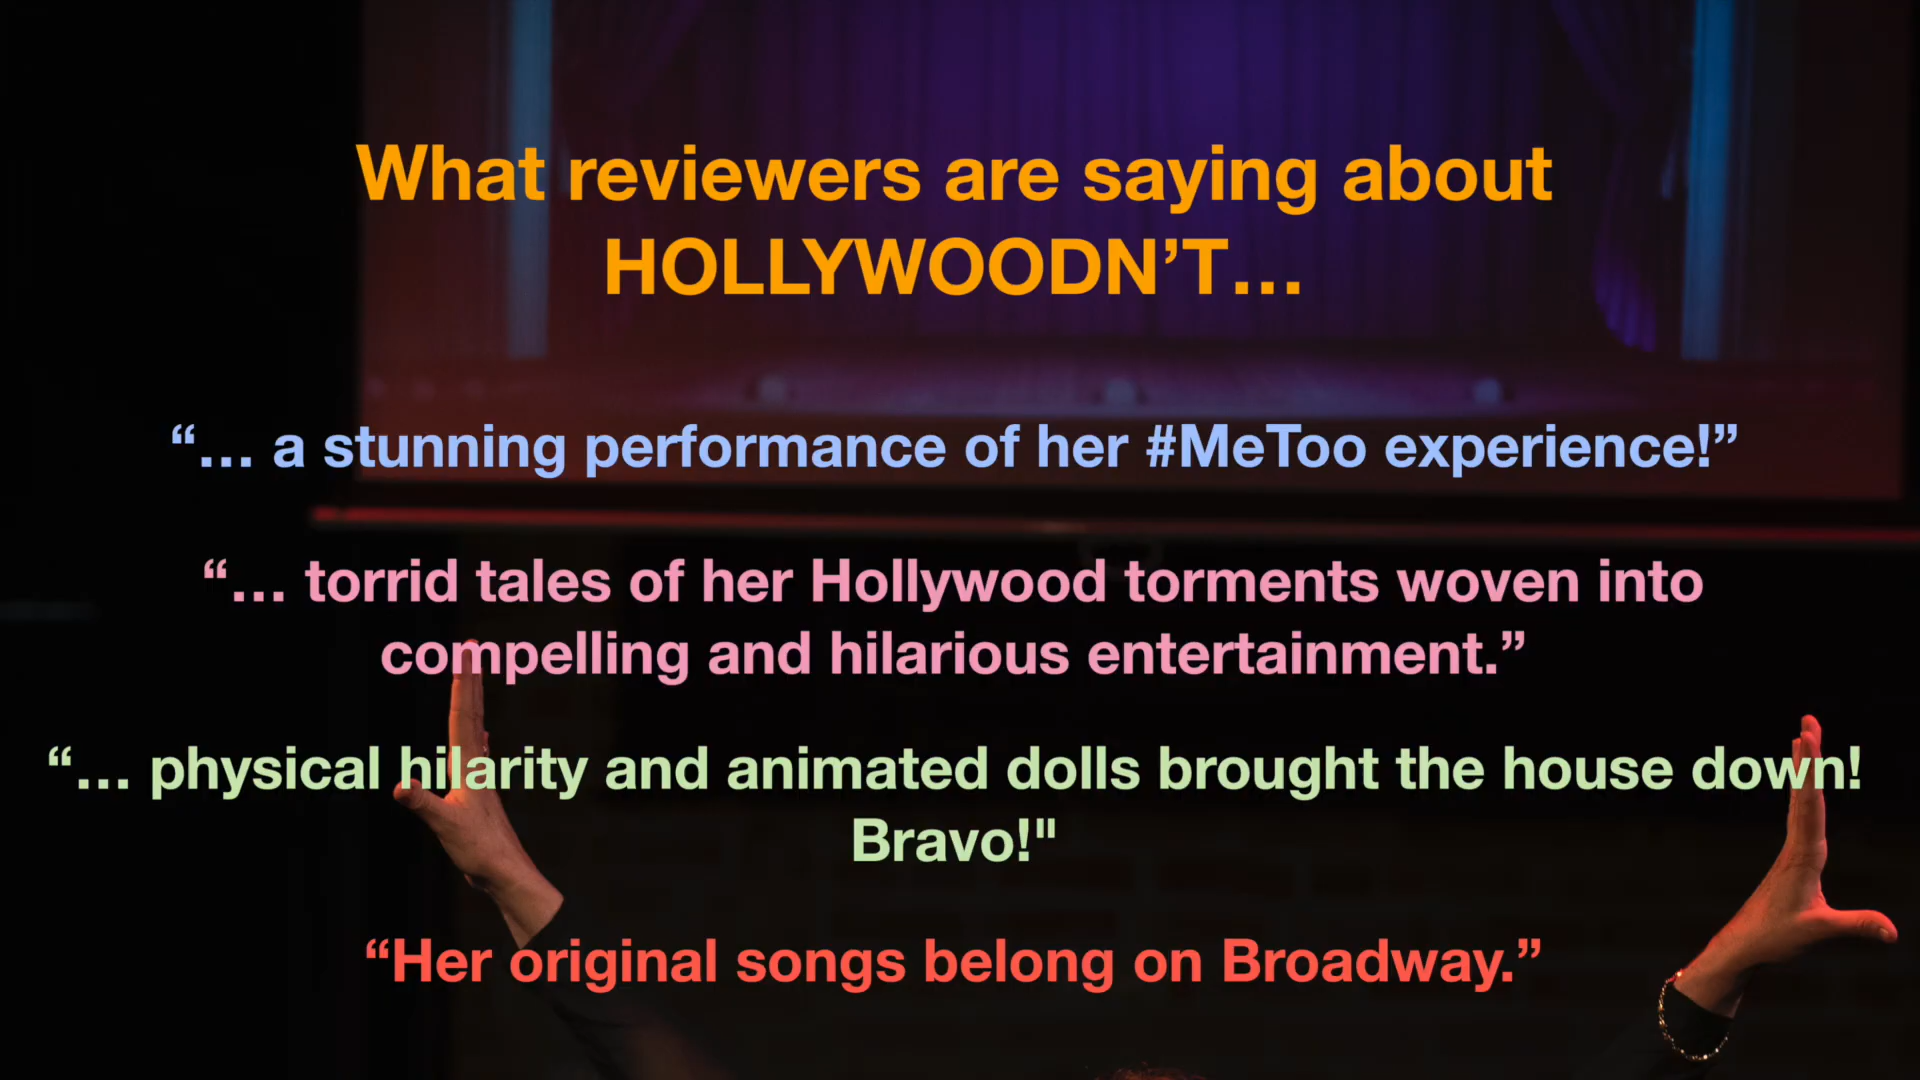 What reviewers are saying about
HOLLYWOODN’T...
“... a stunning performance of her #MeToo experience!”
“... torrid tales of her Hollywood torments woven into
compelling and hilarious entertainment.”
“... physical hilarity and animated dolls brought the house down!
Bravo!"
“Her original songs belong on Broadway.”